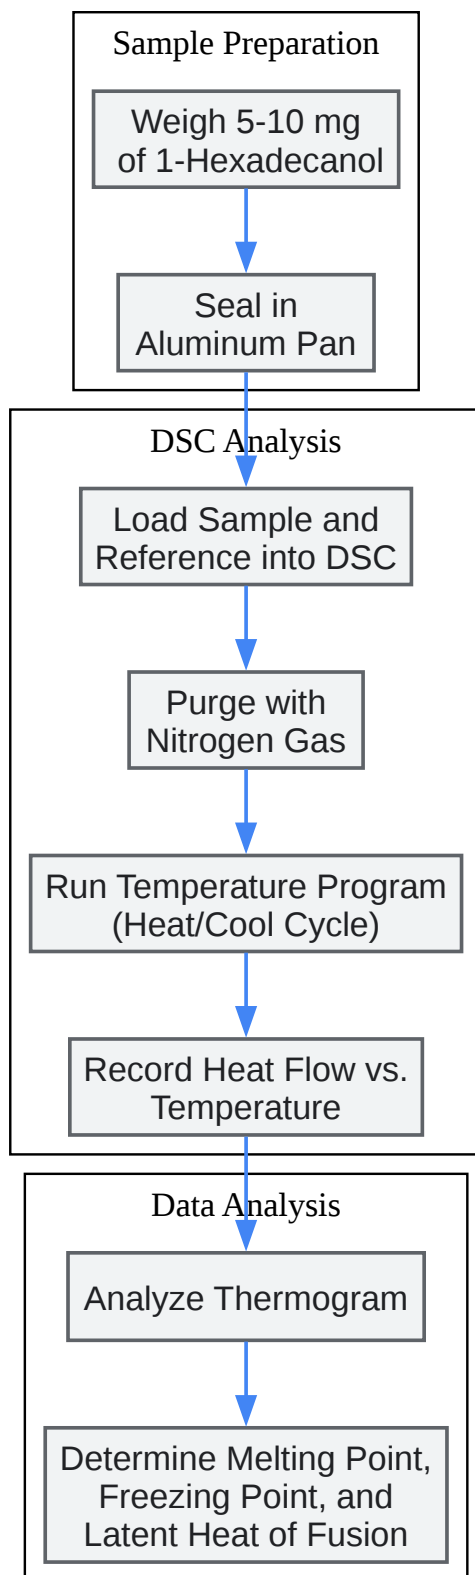 Sample Preparation
Weigh 5-10 mg
of 1-Hexadecanol
Seal in
Aluminum Pan
DSC Analysis
Load Sample and
Reference into DSC
Purge with
Nitrogen Gas
Run Temperature Program
(Heat/Cool Cycle)
Record Heat Flow vs.
Temperature
Data Analysis
Analyze Thermogram
Determine Melting Point,
Freezing Point, and
Latent Heat of Fusion